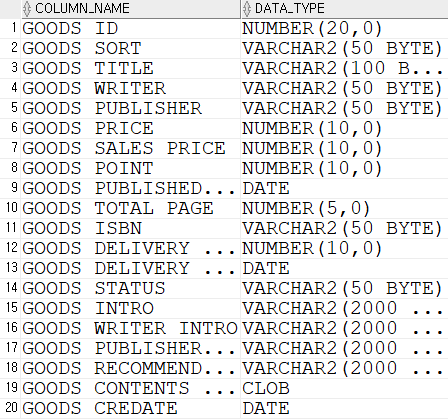 COLUMN_NAME DATA_TYPE
1 GOODS ID NUMBER(20,0)
2 GOODS SORT VARCHAR2(50 BYTE)
3 GOODS TITLE VARCHAR2(100 B...
4 GOODS WRITER VARCHAR2(50 BYTE)
5 GOODS PUBLISHER VARCHAR2(50 BYTE)
6 GOODS PRICE NUMBER(10,0)
7 GOODS SALES PRICE NUMBER(10,0)
8 GOODS POINT NUMBER(10,0)
9 GOODS PUBLISHED... DATE
10 GOODS TOTAL PAGE NUMBER(5,0)
11 GOODS ISBN VARCHAR2(50 BYTE)
12 GOODS DELIVERY ... NUMBER(10,0)
13 GOODS DELIVERY ... DATE
14 GOODS STATUS VARCHAR2(50 BYTE)
15 GOODS INTRO VARCHAR2(2000 ...
16 GOODS WRITER INTRO VARCHAR2(2000 ...
17 GOODS PUBLISHER... VARCHAR2(2000 ...
18 GOODS RECOMMEND... VARCHAR2(2000 ...
19 GOODS CONTENTS ... CLOB
20 GOODS CREDATE DATE